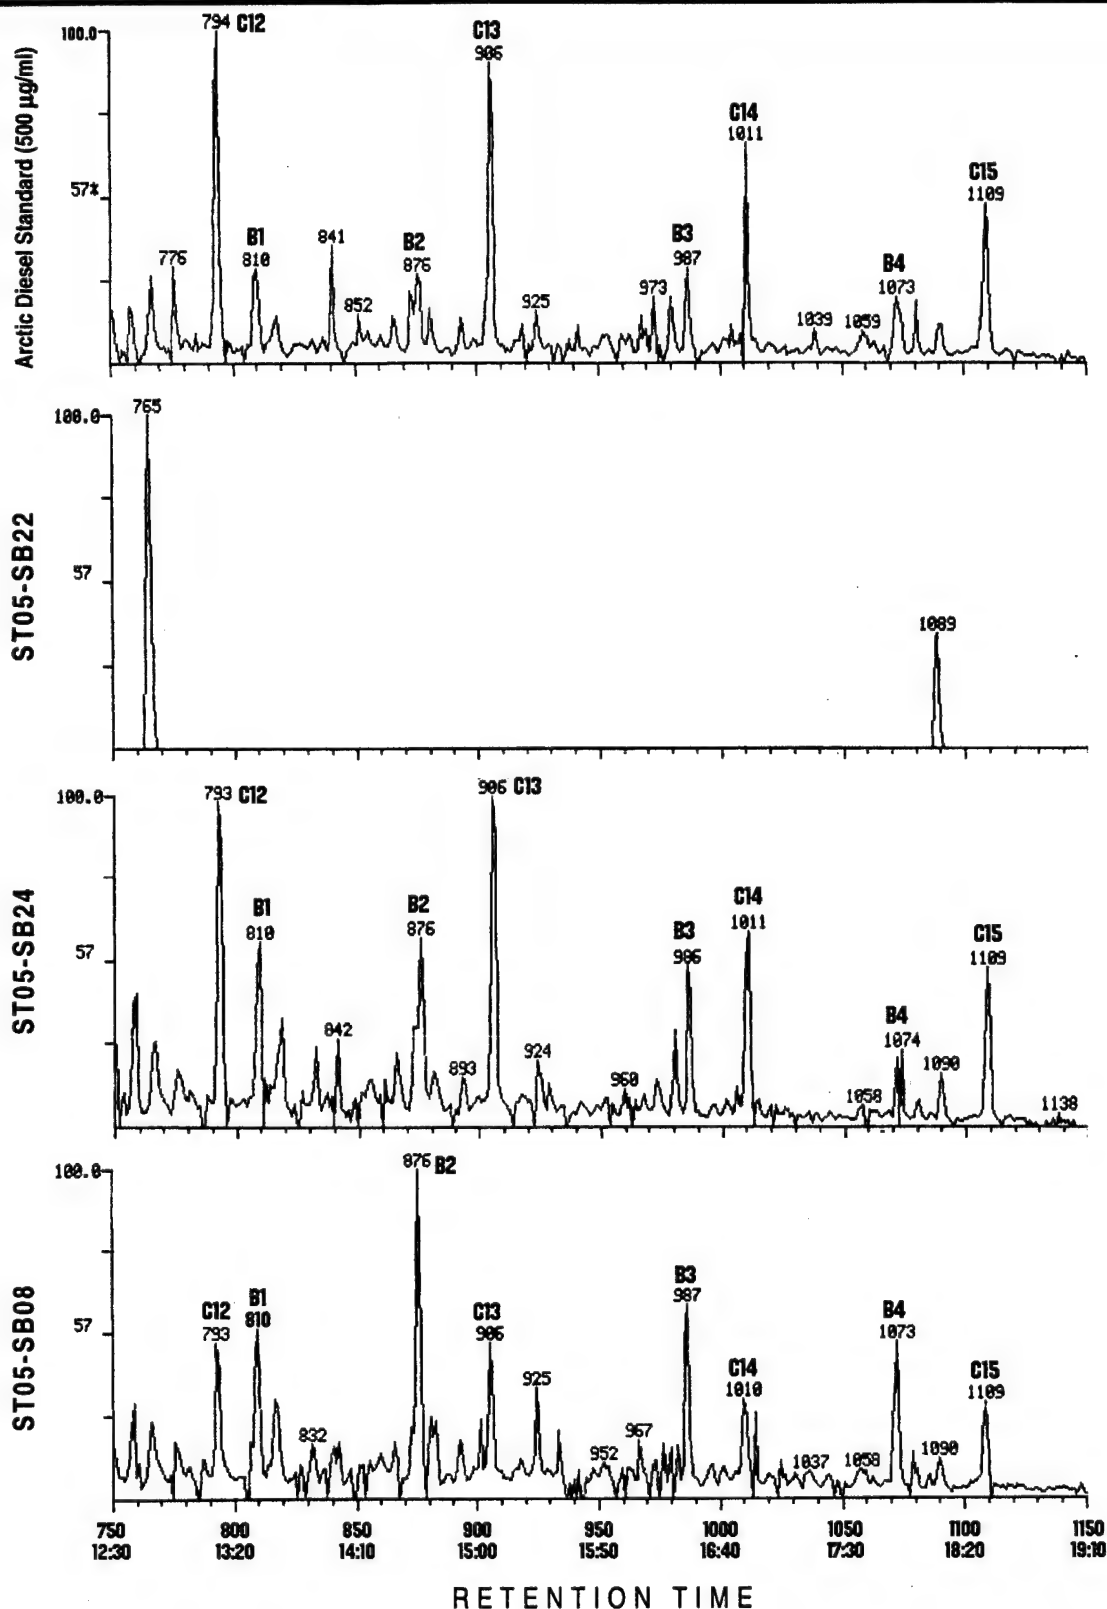 Arctic Diesel Standard (500 µg/ml)
100.0
57*
794 C12
C13
906
C14
1011
C15
1109
776
B1
810
841
852
B2
876
925
973
B3
987
1039
1059
B4
1073
ST05-SB22
100.0
57
765
1089
ST05-SB24
100.0
57
793 C12
906 C13
B1
810
842
B2
876
893
924
960
B3
986
C14
1011
1058
B4
1074
1090
C15
1109
1138
ST05-SB08
100.0
57
876 B2
C12
793
B1
810
832
C13
906
925
952
967
B3
987
C14
1010
1037
1058
B4
1073
1090
C15
1109
750 800 850 900 950 1000 1050 1100 1150
12:30 13:20 14:10 15:00 15:50 16:40 17:30 18:20 19:10
RETENTION TIME